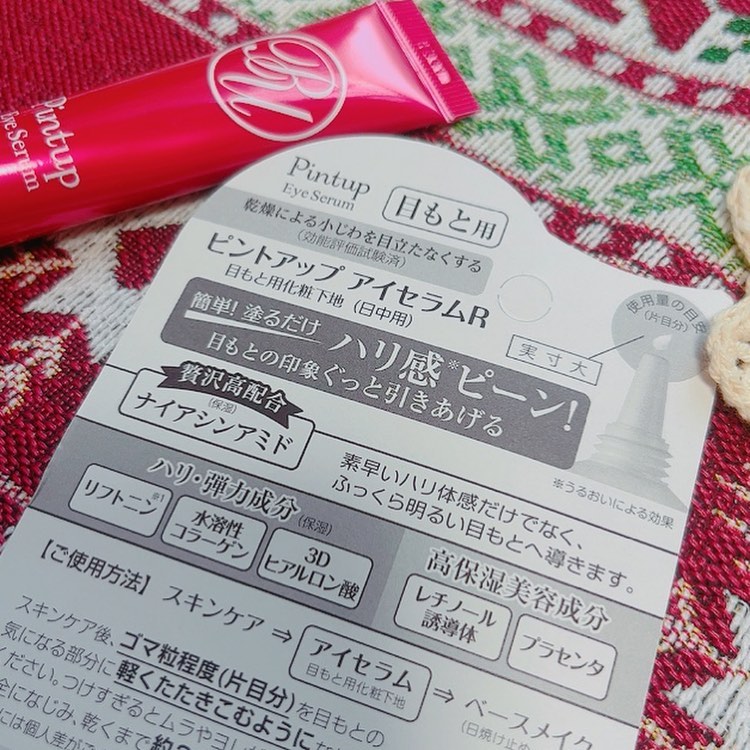 BU
Pintup
Eye Serum
Pintup
Eye Serum
目もと用
乾燥による小じわを目立たなくする
(効能評価試験済)
ピントアップ アイセラムR
目もと用化粧下地 (日中用)
使用量の目安
(片目分)
実寸大
簡単! 塗るだけ
ハリ感※ピーン!
目もとの印象ぐっと引きあげる
※うるおいによる効果
贅沢高配合
(保湿)
ナイアシンアミド
素早いハリ体感だけでなく、
ふっくら明るい目もとへ導きます。
ハリ・弾力成分(保湿)
リフトニン※1
水溶性
コラーゲン
3D
ヒアルロン酸
高保湿美容成分
レチノール
誘導体
プラセンタ
【ご使用方法】
スキンケア ⇒ アイセラム
目もと用化粧下地
⇒ ベースメイク
(日焼け止め
スキンケア後、ゴマ粒程度(片目分)を目もとの
気になる部分に軽くたたきこむように
ください。つけすぎるとムラやヨレ
になじみ、乾くまで約
には個人差が